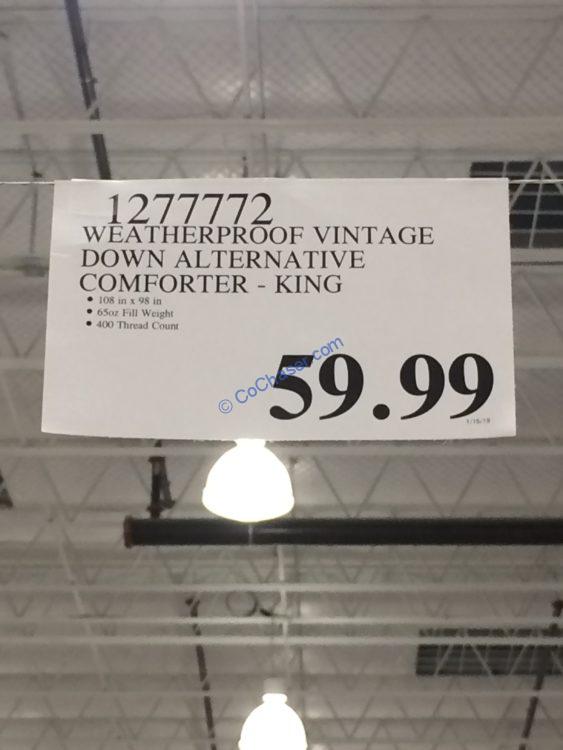 1277772
WEATHERPROOF VINTAGE
DOWN ALTERNATIVE
COMFORTER - KING
• 108 in x 98 in
• 65oz Fill Weight
• 400 Thread Count
59.99
© CoChaser.com
1/15/19